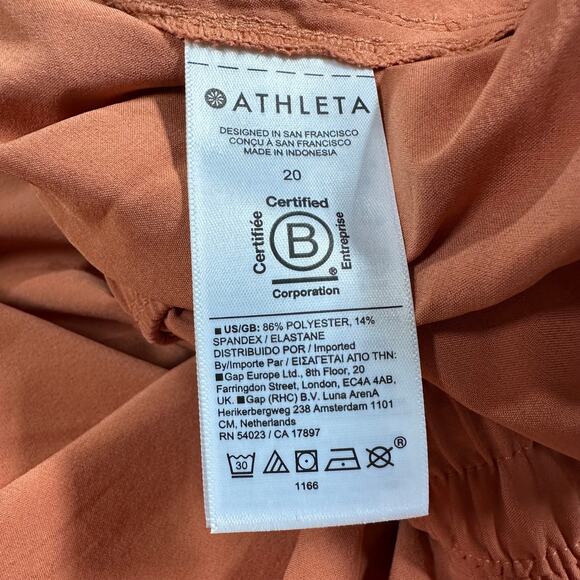 ATHLETA
DESIGNED IN SAN FRANCISCO
CONÇU À SAN FRANCISCO
MADE IN INDONESIA
20
Certified
Certifiée
B
Entreprise
®
Corporation
■ US/GB: 86% POLYESTER, 14%
SPANDEX / ELASTANE
DISTRIBUIDO POR / Imported
By/Importe Par / ΕΙΣΑΓΕΤΑΙ ΑΠΟ ΤΗΝ:
■Gap Europe Ltd., 8th Floor, 20
Farringdon Street, London, EC4A 4AB,
UK. ■Gap (RHC) B.V. Luna ArenA
Herikerbergweg 238 Amsterdam 1101
CM, Netherlands
RN 54023 / CA 17897
30
®
1166